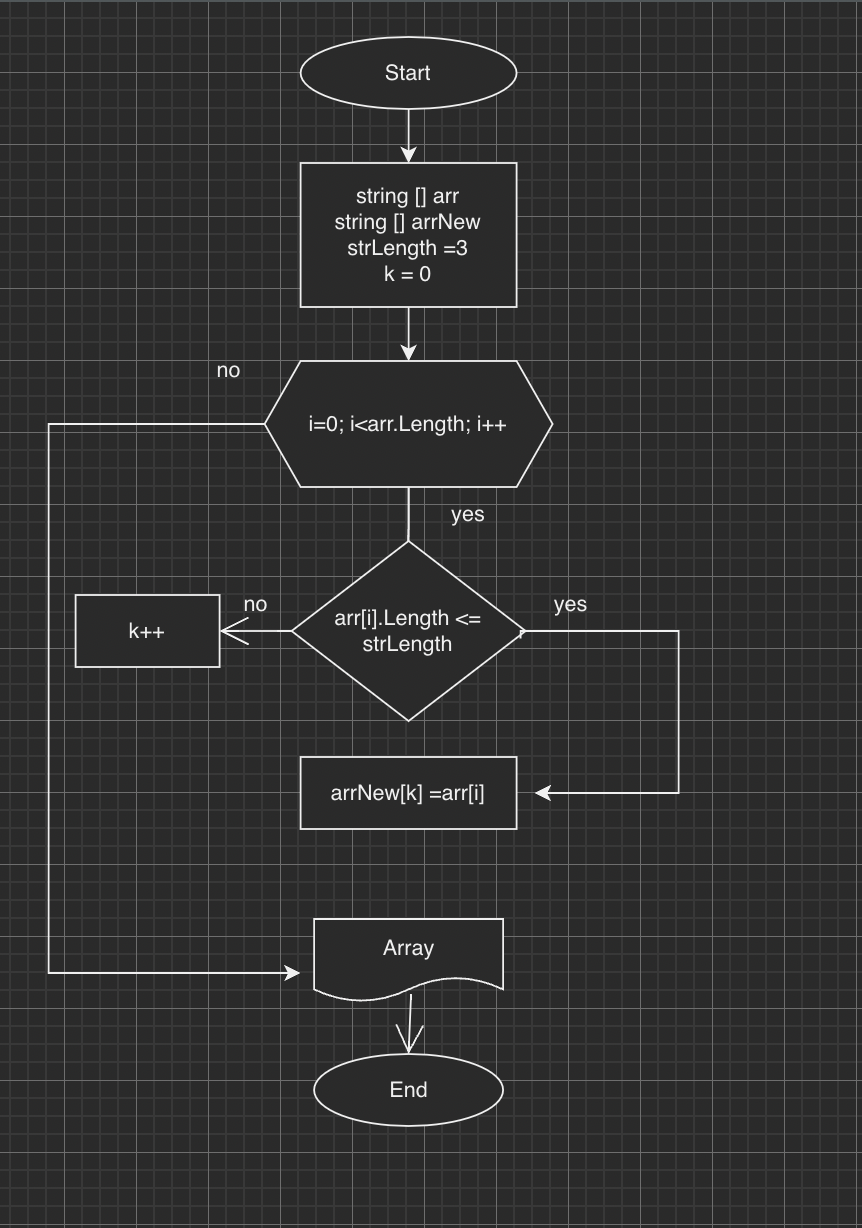 Start
string [] arr
string [] arrNew
strLength =3
k = 0
no
i=0; i<arr.Length; i++
yes
no
yes
k++
arr[i].Length <=
strLength
arrNew[k] =arr[i]
Array
End